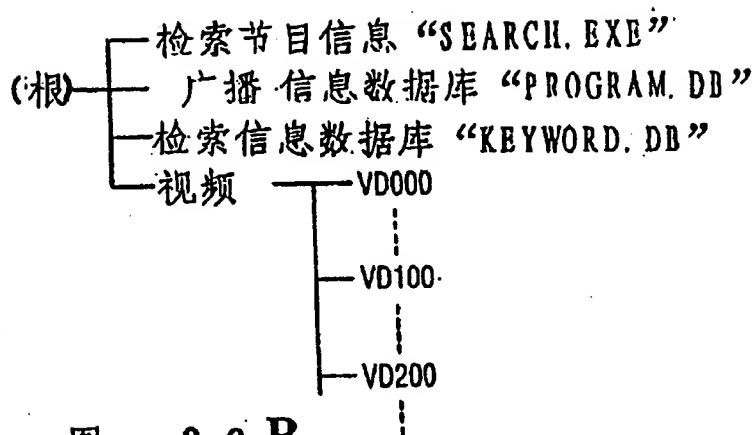 检索节目信息 “SEARCH. EXE”
(根) 广播信息数据库 “PROGRAM. DB”
检索信息数据库 “KEYWORD. DB”
视频 VD000
VD100
VD200